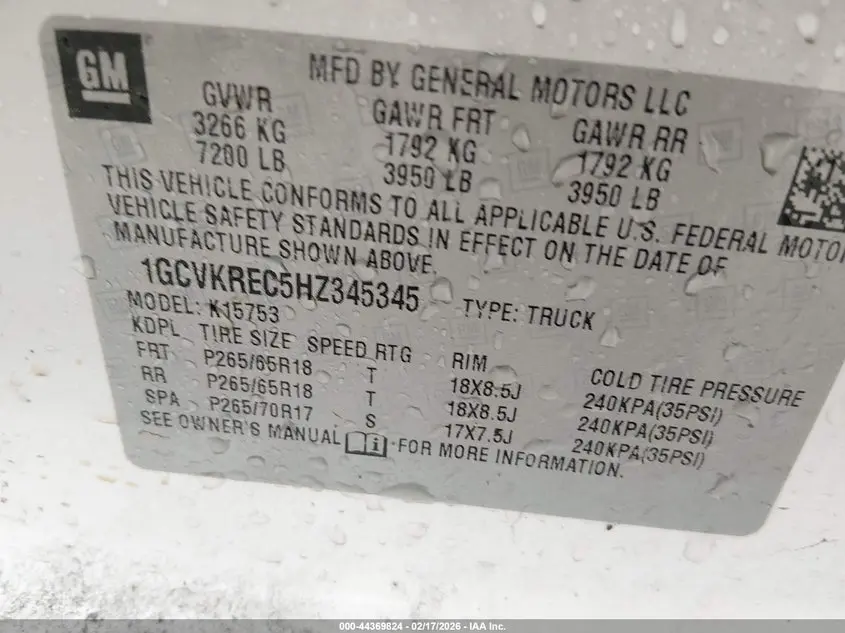 GM
MFD BY GENERAL MOTORS LLC
GVWR GAWR FRT GAWR RR
3266 KG 1792 KG 1792 KG
7200 LB 3950 LB 3950 LB
THIS VEHICLE CONFORMS TO ALL APPLICABLE U.S. FEDERAL MOTOR
VEHICLE SAFETY STANDARDS IN EFFECT ON THE DATE OF
MANUFACTURE SHOWN ABOVE.
1GCVKREC5HZ345345 TYPE: TRUCK
MODEL: K15753
KDPL TIRE SIZE SPEED RTG RIM COLD TIRE PRESSURE
FRT P265/65R18 T 18X8.5J 240KPA(35PSI)
RR P265/65R18 T 18X8.5J 240KPA(35PSI)
SPA P265/70R17 S 17X7.5J 240KPA(35PSI)
SEE OWNER'S MANUAL FOR MORE INFORMATION.
000-44369824 - 02/17/2026 - IAA Inc.